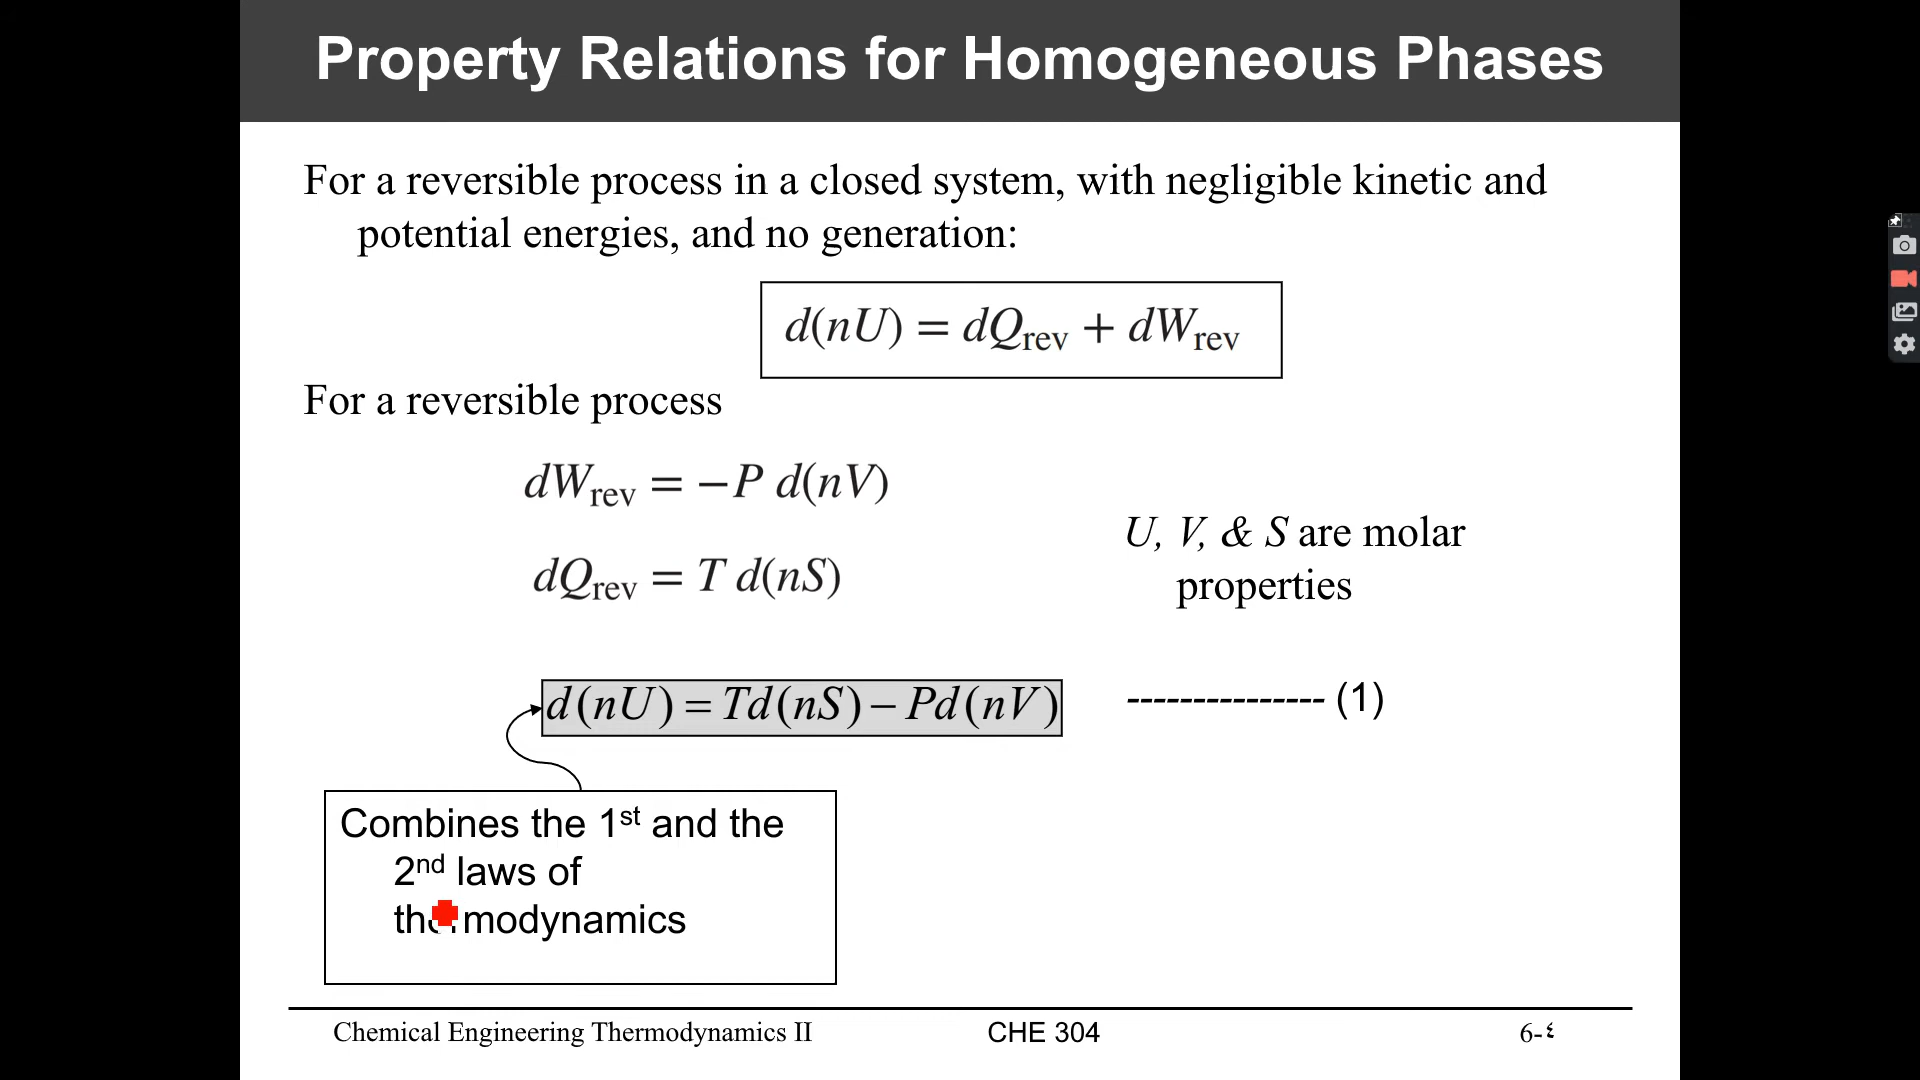 Property Relations for Homogeneous Phases
For a reversible process in a closed system, with negligible kinetic and
potential energies, and no generation:
d(nU) = dQrev + dWrev
For a reversible process
dWrev = −P d(nV)
dQrev = T d(nS)
U, V, & S are molar
properties
d(nU) = Td(nS) − Pd(nV)
--------------- (1)
Combines the 1st and the
2nd laws of
thermodynamics
Chemical Engineering Thermodynamics II
CHE 304
6-٤